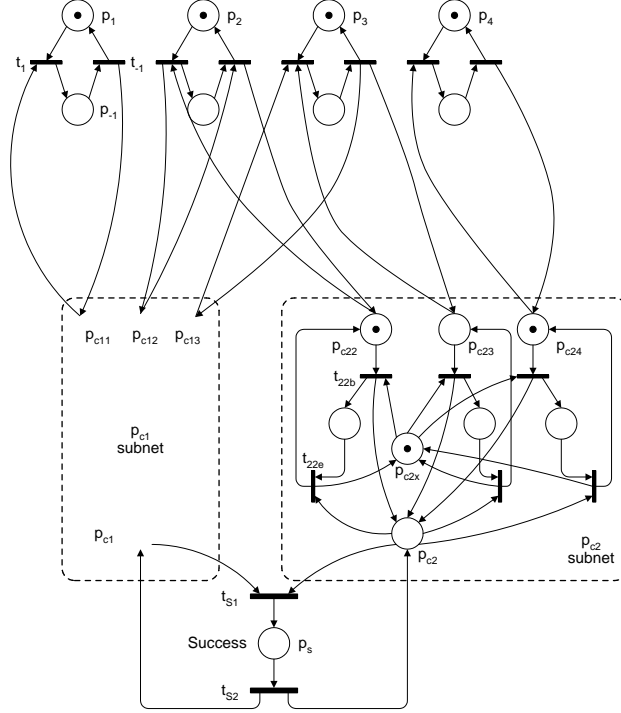 p1
p2
p3
p4
t1
t-1
p-1
pc11
pc12
pc13
pc22
pc23
pc24
t22b
pc1
subnet
t22e
pc2x
pc1
pc2
pc2
subnet
tS1
Success
ps
tS2